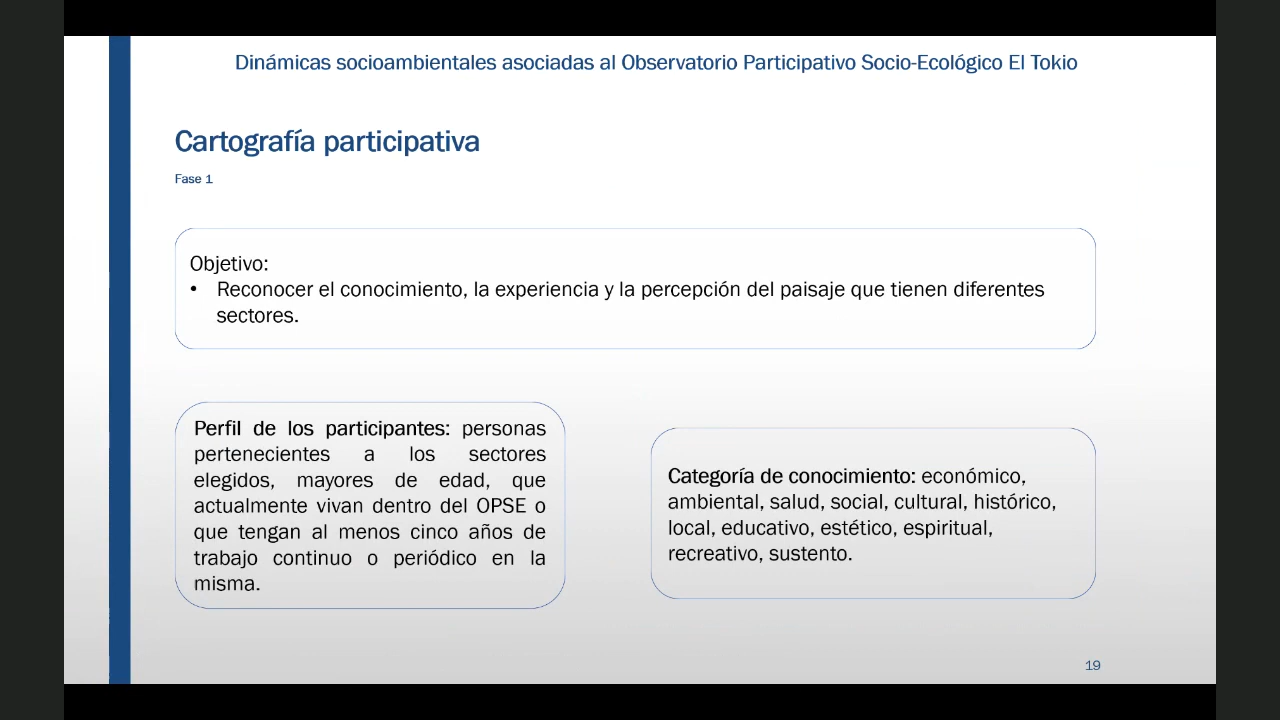 Dinámicas socioambientales asociadas al Observatorio Participativo Socio-Ecológico El Tokio
Cartografía participativa
Fase 1
Objetivo:
• Reconocer el conocimiento, la experiencia y la percepción del paisaje que tienen diferentes
sectores.
Perfil de los participantes: personas
pertenecientes a los sectores
elegidos, mayores de edad, que
actualmente vivan dentro del OPSE o
que tengan al menos cinco años de
trabajo continuo o periódico en la
misma.
Categoría de conocimiento: económico,
ambiental, salud, social, cultural, histórico,
local, educativo, estético, espiritual,
recreativo, sustento.
19